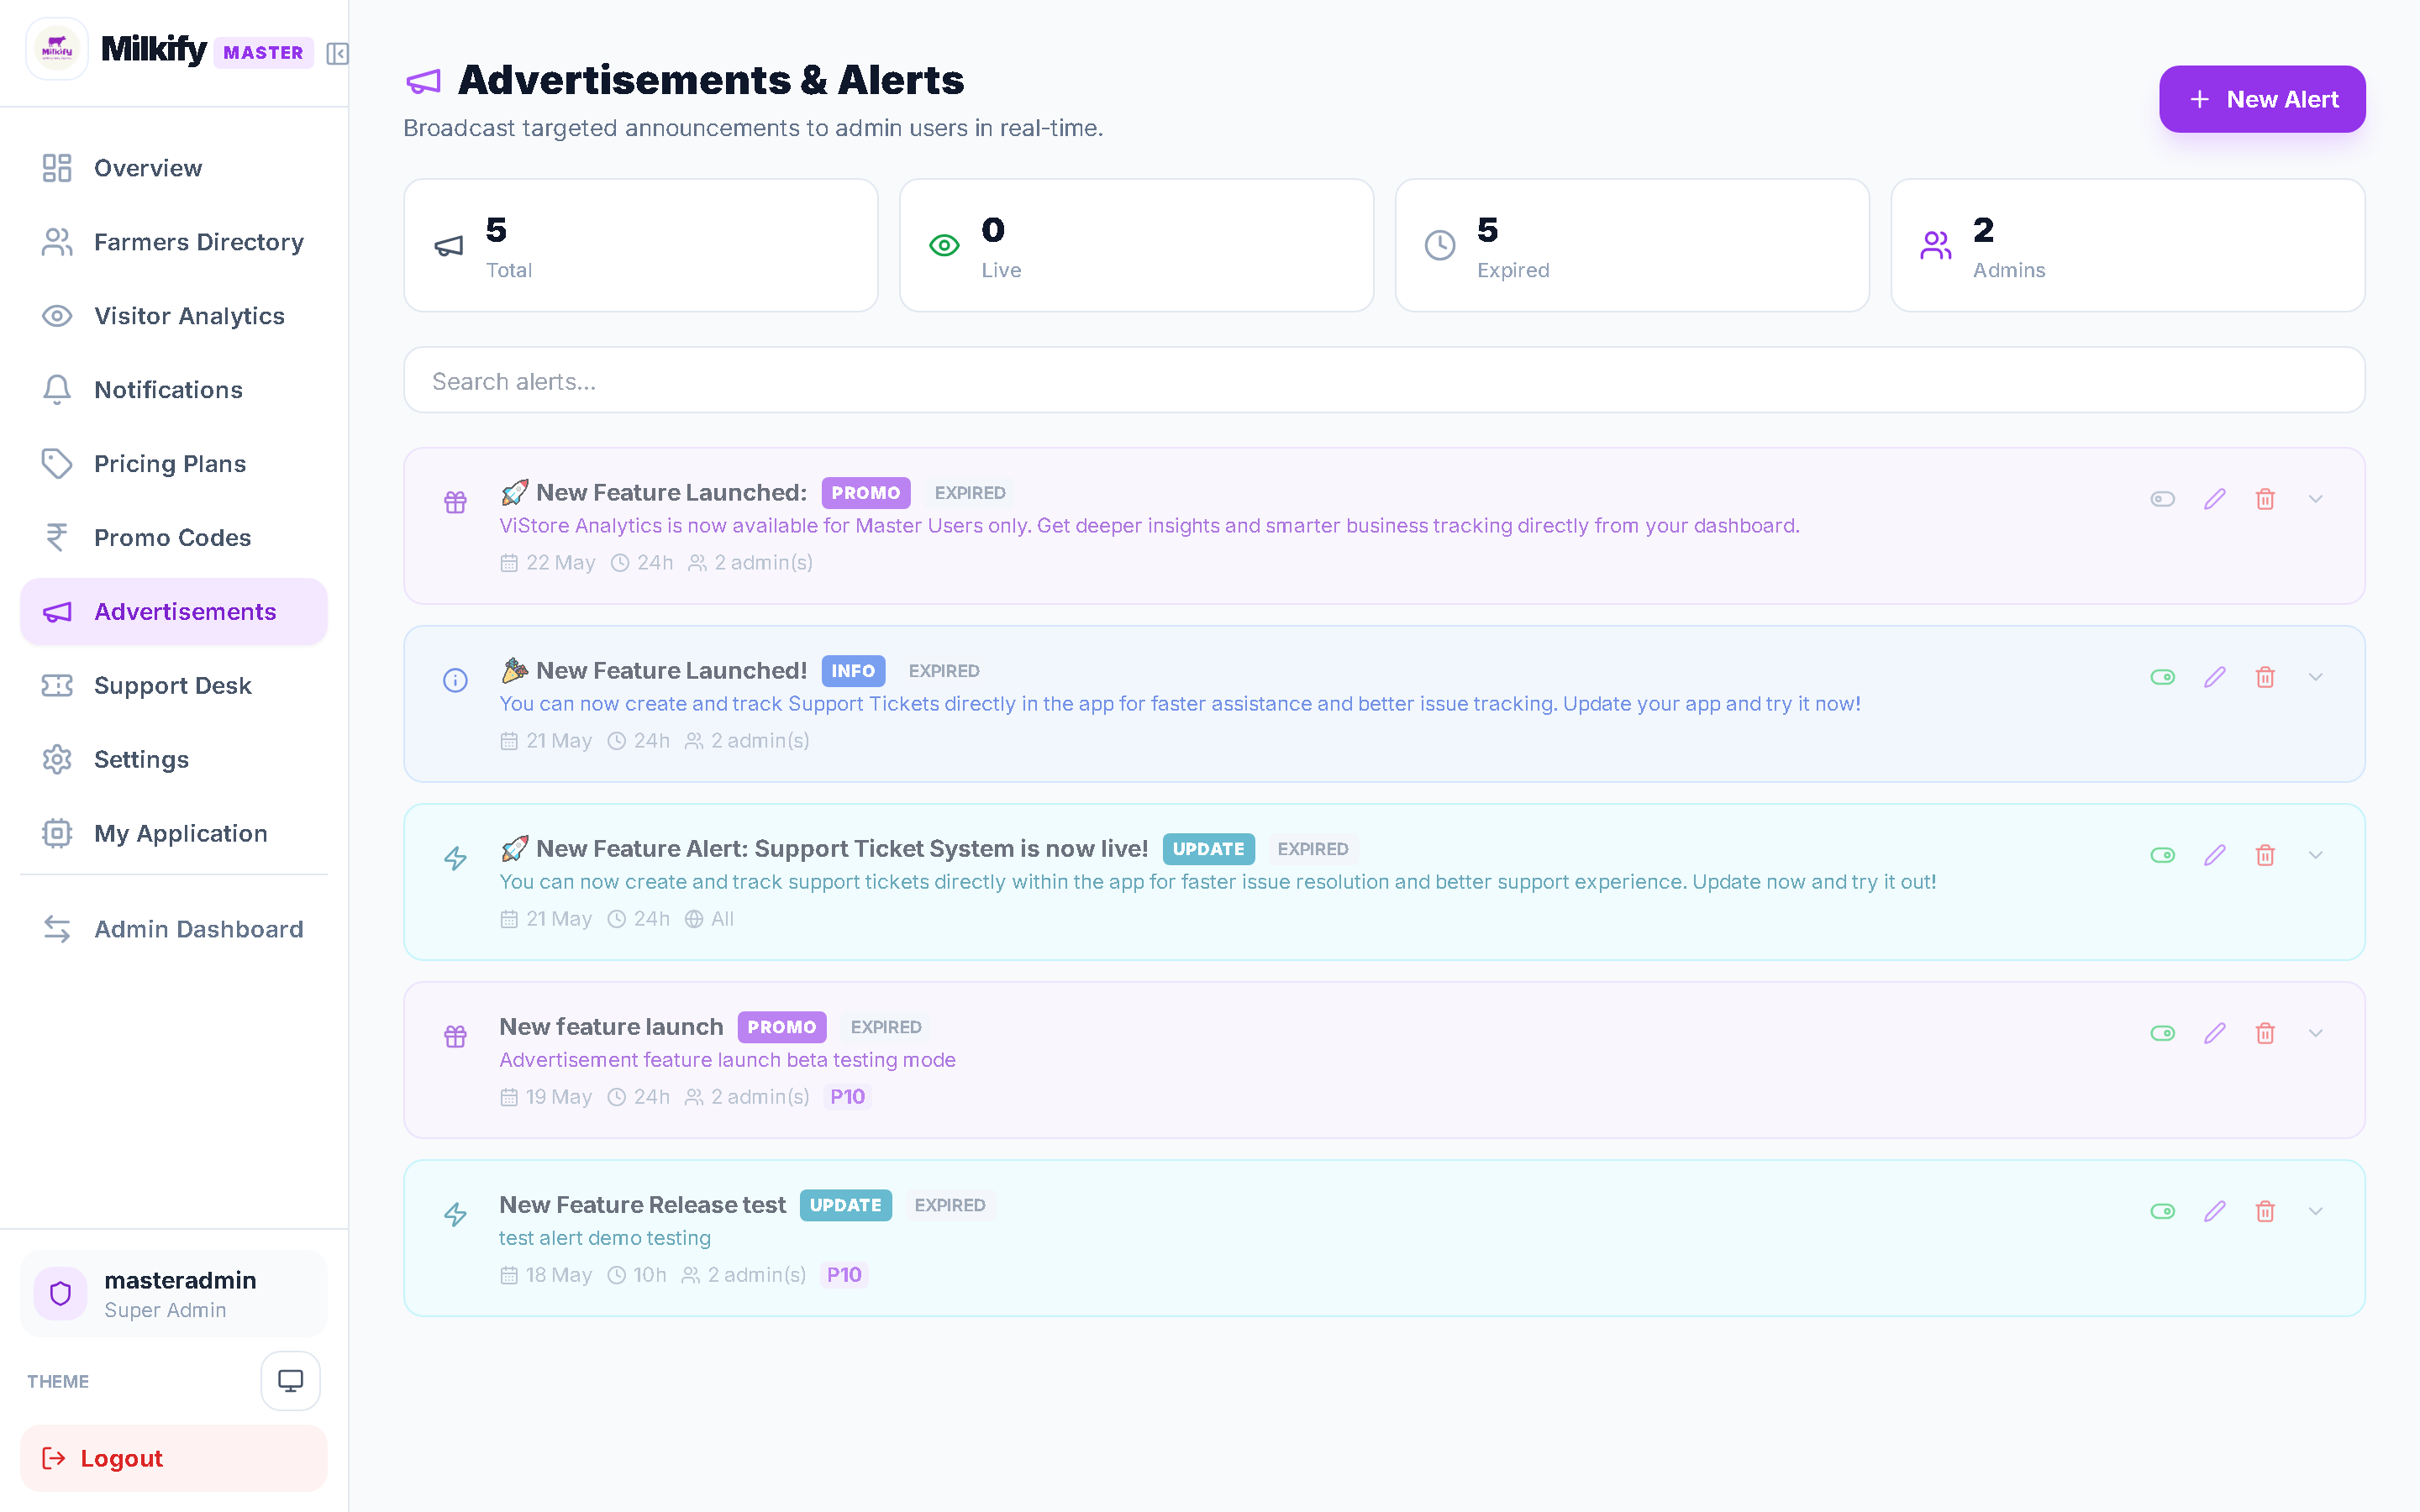 Milkify
Milkify MASTER
Overview
Farmers Directory
Visitor Analytics
Notifications
Pricing Plans
Promo Codes
Advertisements
Support Desk
Settings
My Application
Admin Dashboard
masteradmin
Super Admin
THEME
Logout
Advertisements & Alerts
Broadcast targeted announcements to admin users in real-time.
New Alert
5
Total
0
Live
5
Expired
2
Admins
Search alerts...
🚀 New Feature Launched: PROMO EXPIRED
ViStore Analytics is now available for Master Users only. Get deeper insights and smarter business tracking directly from your dashboard.
22 May 24h 2 admin(s)
🎉 New Feature Launched! INFO EXPIRED
You can now create and track Support Tickets directly in the app for faster assistance and better issue tracking. Update your app and try it now!
21 May 24h 2 admin(s)
🚀 New Feature Alert: Support Ticket System is now live! UPDATE EXPIRED
You can now create and track support tickets directly within the app for faster issue resolution and better support experience. Update now and try it out!
21 May 24h All
New feature launch PROMO EXPIRED
Advertisement feature launch beta testing mode
19 May 24h 2 admin(s) P10
New Feature Release test UPDATE EXPIRED
test alert demo testing
18 May 10h 2 admin(s) P10